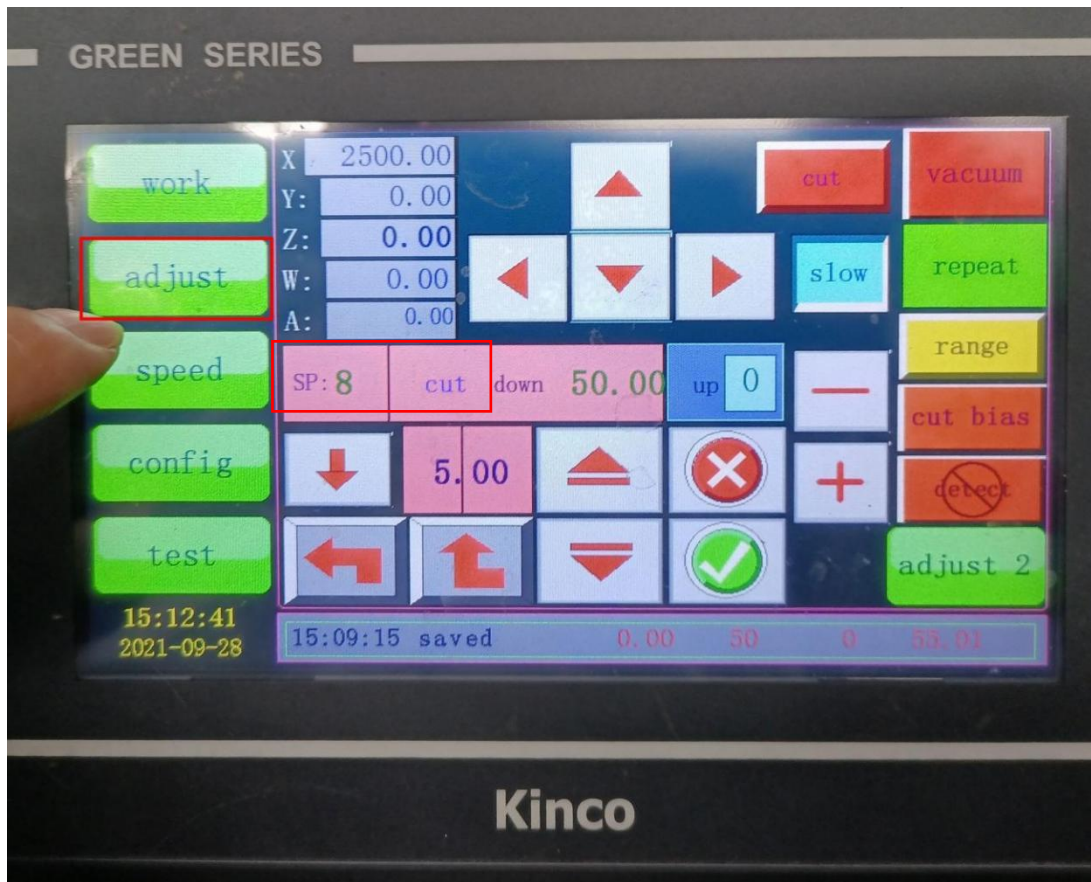 GREEN SERIES
work
adjust
speed
config
test
15:12:41
2021-09-28
X 2500.00
Y: 0.00
Z: 0.00
W: 0.00
A: 0.00
cut
vacuum
slow
repeat
range
SP:8 cut down 50.00 up 0
cut bias
5.00
detect
adjust 2
15:09:15 saved 0.00 50 0 55.01
Kinco